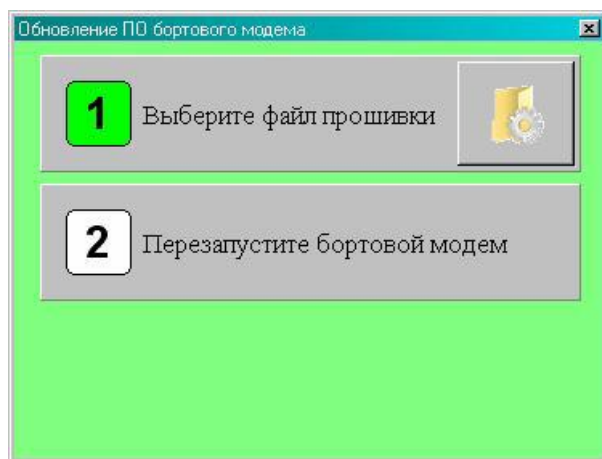 Обновление ПО бортового модема
1 Выберите файл прошивки
2 Перезапустите бортовой модем